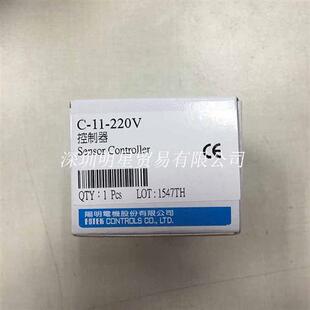 C-11-220V
控制器
Sensor Controller
深圳明星贸易有限公司
CE
QTY：1 Pcs LOT：1547TH
陽明電機股份有限公司
FOTEK CONTROLS CO., LTD.